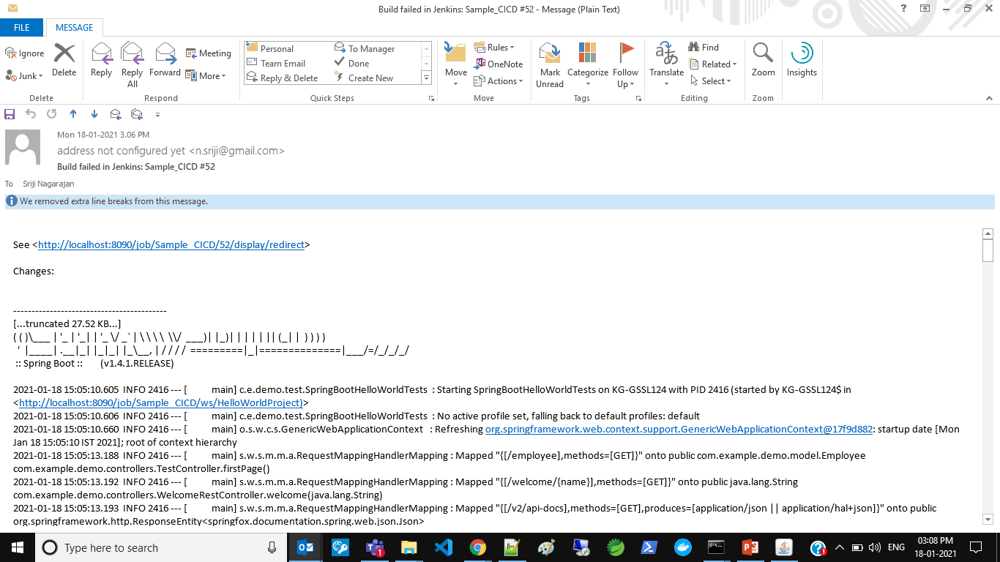 Build failed in Jenkins: Sample_CICD #52 - Message (Plain Text)
FILE
MESSAGE
Ignore
Junk
Delete
Delete
Reply
Reply All
Forward
Meeting
More
Respond
Personal
Team Email
Reply & Delete
To Manager
Done
Create New
Quick Steps
Move
Rules
OneNote
Actions
Move
Mark Unread
Categorize
Follow Up
Tags
Translate
Find
Related
Select
Editing
Zoom
Zoom
Insights
Mon 18-01-2021 3.06 PM
address not configured yet <n.sriji@gmail.com>
Build failed in Jenkins: Sample_CICD #52
To Sriji Nagarajan
We removed extra line breaks from this message.
See <http://localhost:8090/job/Sample_CICD/52/display/redirect>
Changes:
------------------------------------------
[...truncated 27.52 KB...]
( ( )\___ | '_ | '_| | '_ \/ _` | \ \ \ \  \\/  ___)| |_)| | | | | || (_| |  ) ) ) )
'  |____| .__|_| |_|_| |_\__, | / / / /  =========|_|==============|___/=/_/_/_/
:: Spring Boot ::        (v1.4.1.RELEASE)
2021-01-18 15:05:10.605  INFO 2416 --- [           main] c.e.demo.test.SpringBootHelloWorldTests  : Starting SpringBootHelloWorldTests on KG-GSSL124 with PID 2416 (started by KG-GSSL124$ in
<http://localhost:8090/job/Sample_CICD/ws/HelloWorldProject)>
2021-01-18 15:05:10.606  INFO 2416 --- [           main] c.e.demo.test.SpringBootHelloWorldTests  : No active profile set, falling back to default profiles: default
2021-01-18 15:05:10.660  INFO 2416 --- [           main] o.s.w.c.s.GenericWebApplicationContext   : Refreshing org.springframework.web.context.support.GenericWebApplicationContext@17f9d882: startup date [Mon
Jan 18 15:05:10 IST 2021]; root of context hierarchy
2021-01-18 15:05:13.188  INFO 2416 --- [           main] s.w.s.m.m.a.RequestMappingHandlerMapping : Mapped "{[/employee],methods=[GET]}" onto public com.example.demo.model.Employee
com.example.demo.controllers.TestController.firstPage()
2021-01-18 15:05:13.192  INFO 2416 --- [           main] s.w.s.m.m.a.RequestMappingHandlerMapping : Mapped "{[/welcome/{name}],methods=[GET]}" onto public java.lang.String
com.example.demo.controllers.WelcomeRestController.welcome(java.lang.String)
2021-01-18 15:05:13.193  INFO 2416 --- [           main] s.w.s.m.m.a.RequestMappingHandlerMapping : Mapped "{[/v2/api-docs],methods=[GET],produces=[application/json || application/hal+json]}" onto public
org.springframework.http.ResponseEntity<springfox.documentation.spring.web.json.Json>
Type here to search
1
ENG
03:08 PM
18-01-2021